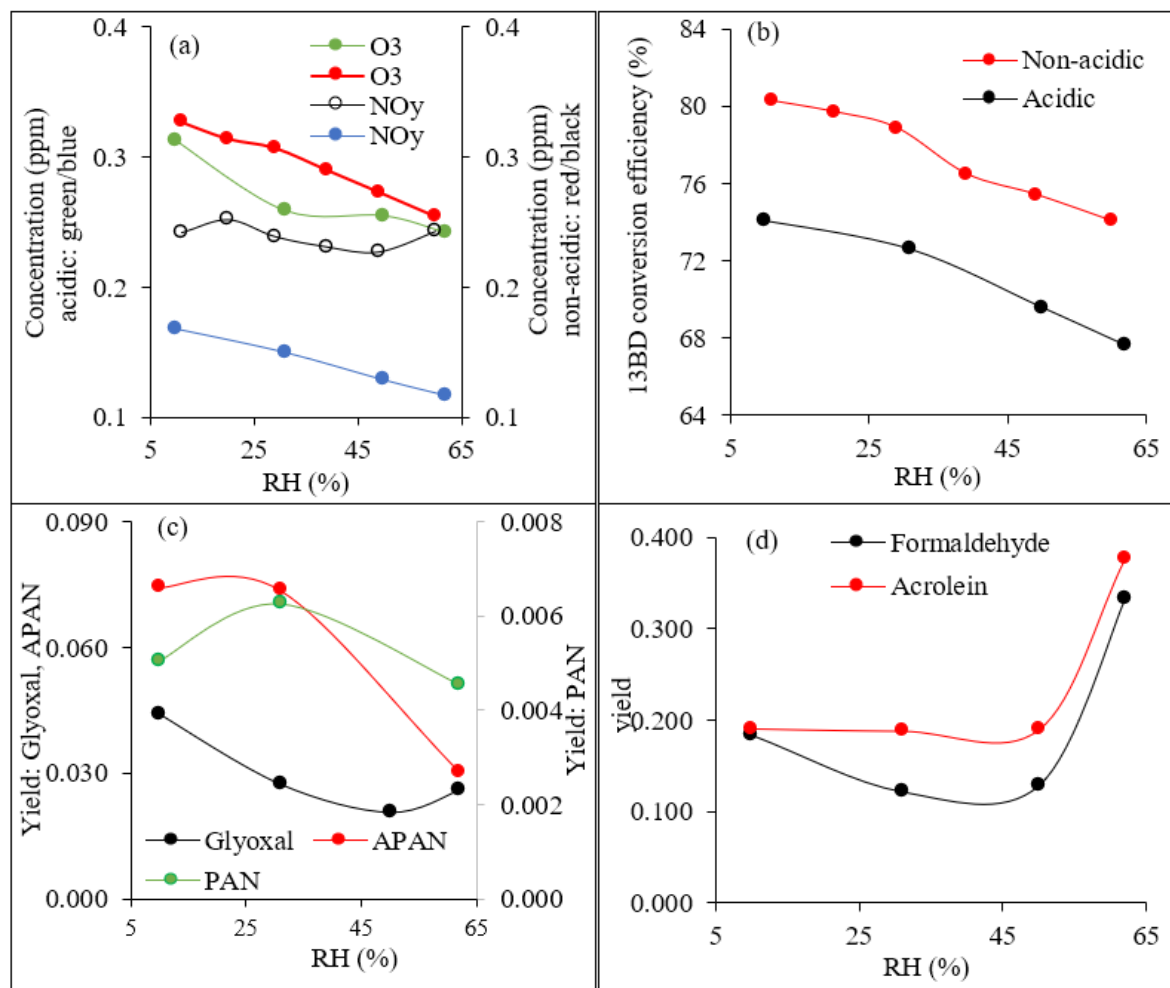 (a)
O3
O3
NOy
NOy
0.4
0.3
0.2
0.1
0.4
0.3
0.2
0.1
5
25
45
65
RH (%)
Concentration (ppm)
acidic: green/blue
Concentration (ppm)
non-acidic: red/black
(b)
Non-acidic
Acidic
84
80
76
72
68
64
5
25
45
65
RH (%)
13BD conversion efficiency (%)
(c)
0.090
0.060
0.030
0.000
0.008
0.006
0.004
0.002
0.000
Glyoxal
APAN
PAN
5
25
45
65
RH (%)
Yield: Glyoxal, APAN
Yield: PAN
(d)
Formaldehyde
Acrolein
0.400
0.300
0.200
0.100
0.000
5
25
45
65
RH (%)
yield